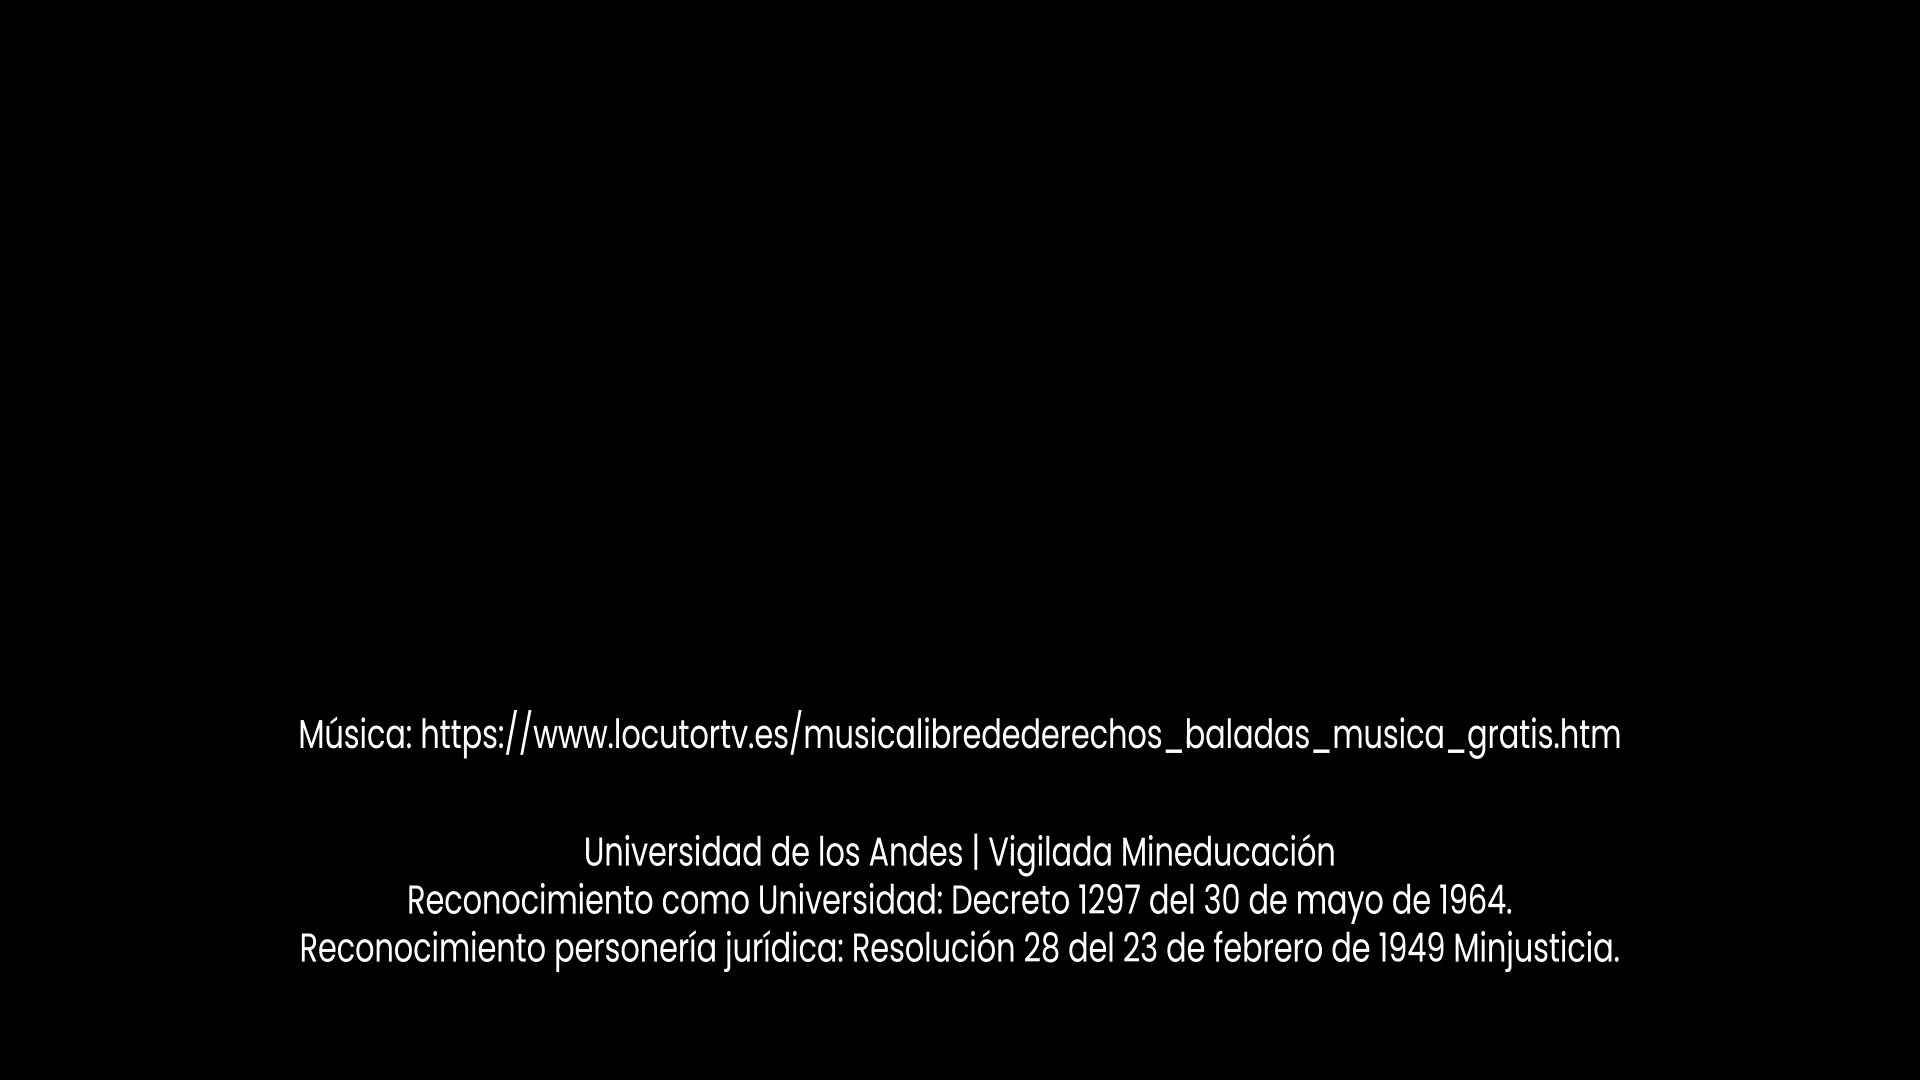 Música: https://www.locutortv.es/musicalibredederechos_baladas_musica_gratis.htm
Universidad de los Andes | Vigilada Mineducación
Reconocimiento como Universidad: Decreto 1297 del 30 de mayo de 1964.
Reconocimiento personería jurídica: Resolución 28 del 23 de febrero de 1949 Minjusticia.